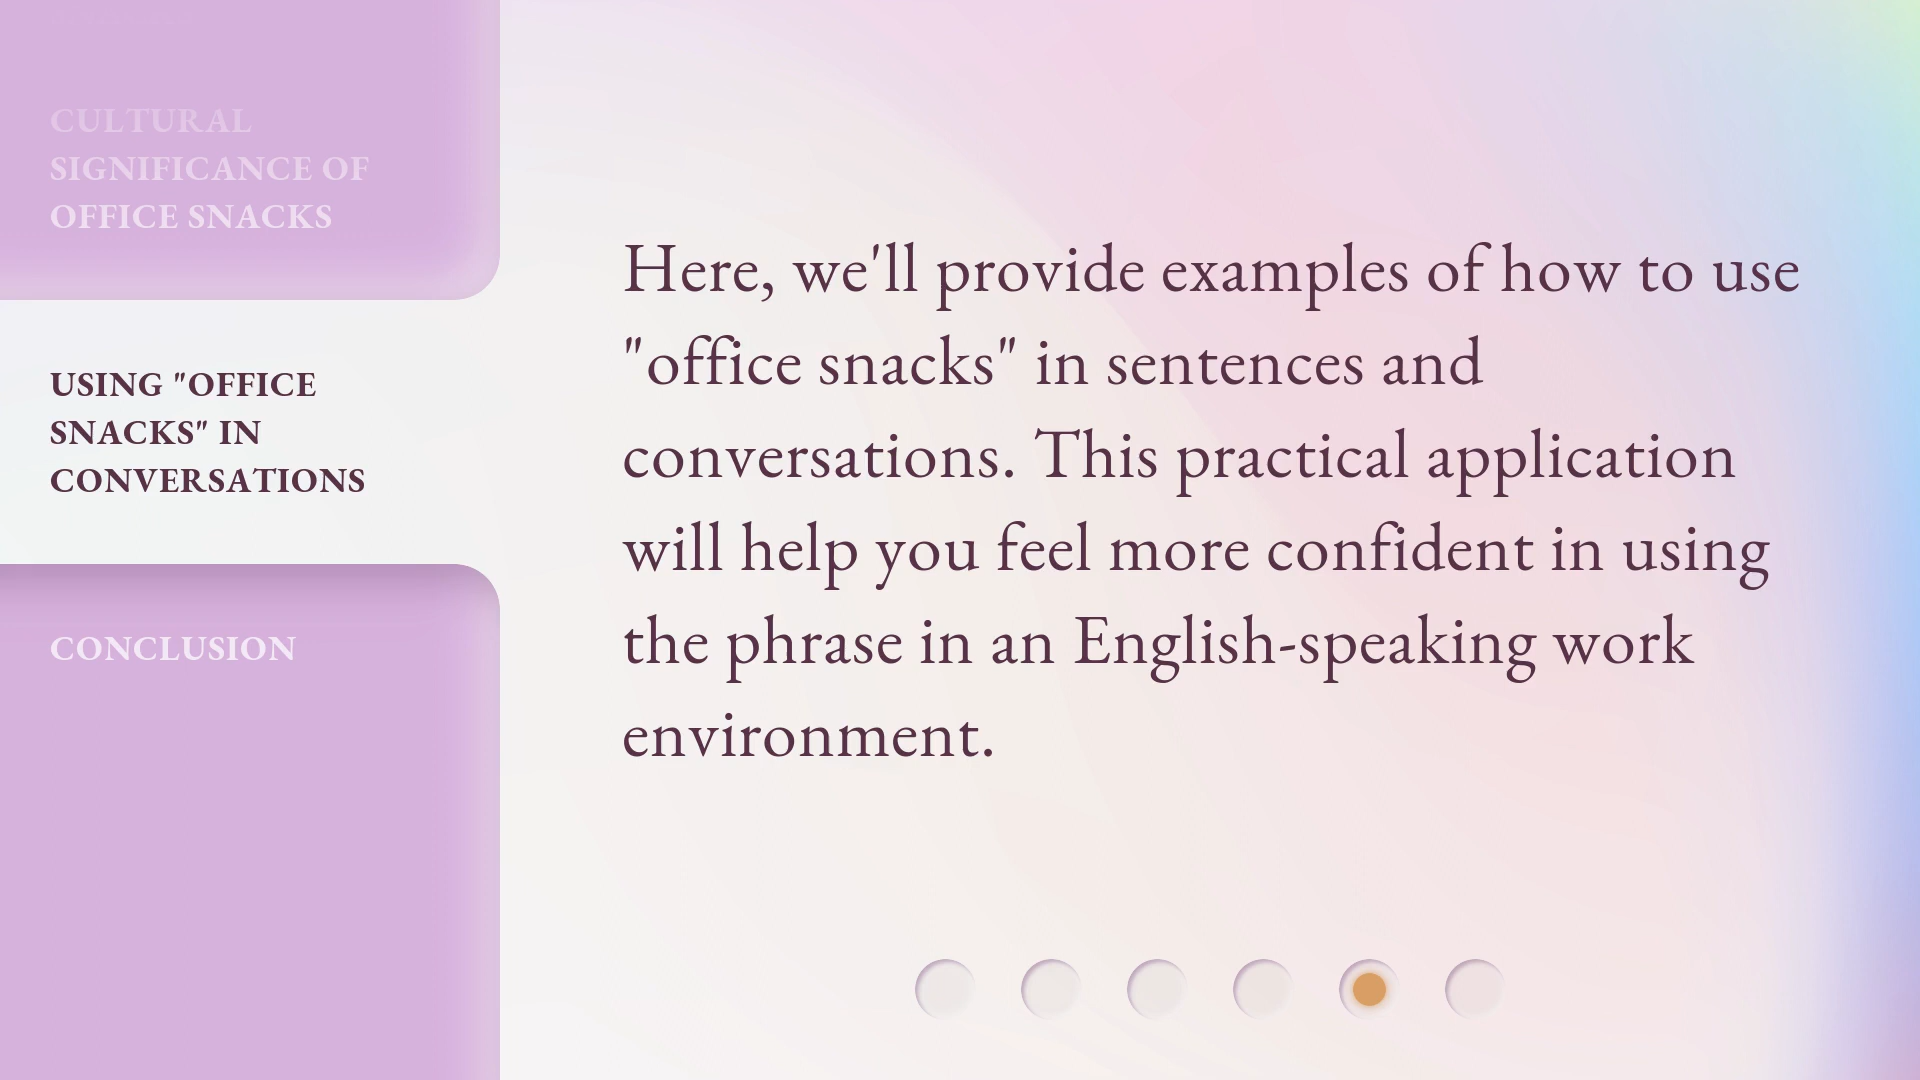 CULTURAL
SIGNIFICANCE OF
OFFICE SNACKS
USING "OFFICE
SNACKS" IN
CONVERSATIONS
CONCLUSION
Here, we'll provide examples of how to use
"office snacks" in sentences and
conversations. This practical application
will help you feel more confident in using
the phrase in an English-speaking work
environment.